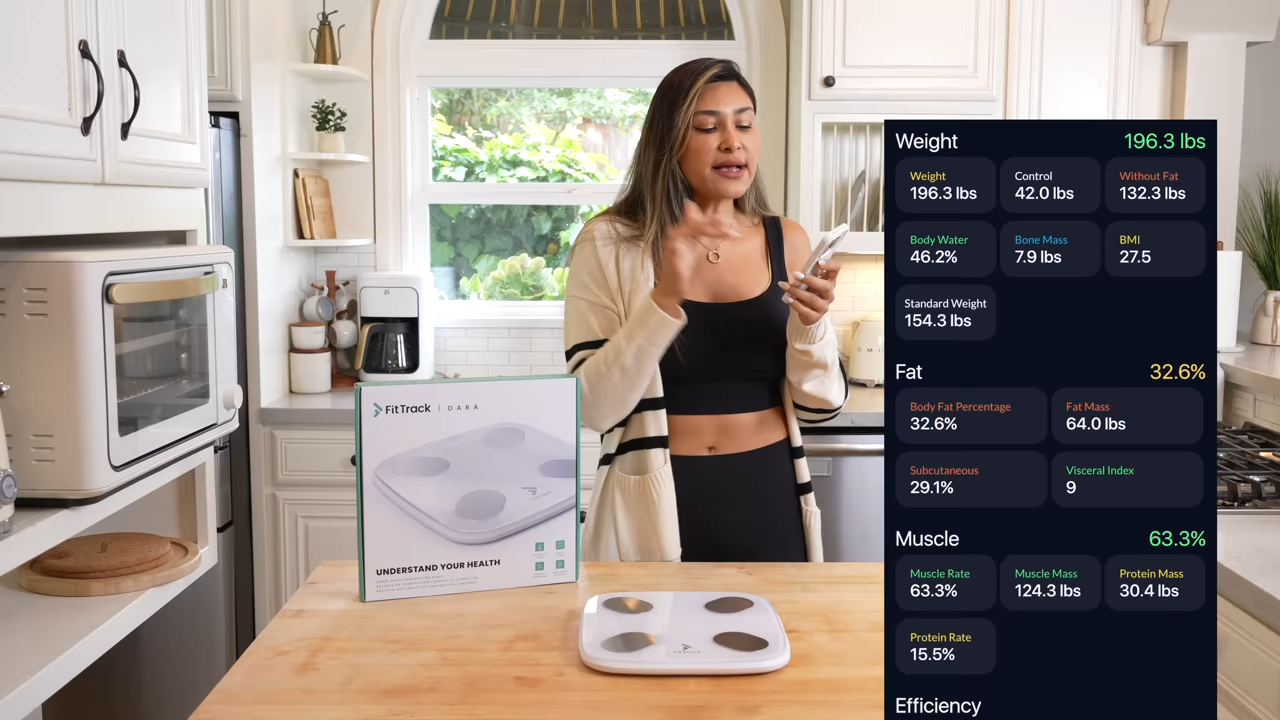 FitTrack | DARA
UNDERSTAND YOUR HEALTH
Weight 196.3 lbs
Weight Control Without Fat
196.3 lbs 42.0 lbs 132.3 lbs
Body Water Bone Mass BMI
46.2% 7.9 lbs 27.5
Standard Weight
154.3 lbs
Fat 32.6%
Body Fat Percentage Fat Mass
32.6% 64.0 lbs
Subcutaneous Visceral Index
29.1% 9
Muscle 63.3%
Muscle Rate Muscle Mass Protein Mass
63.3% 124.3 lbs 30.4 lbs
Protein Rate
15.5%
Efficiency